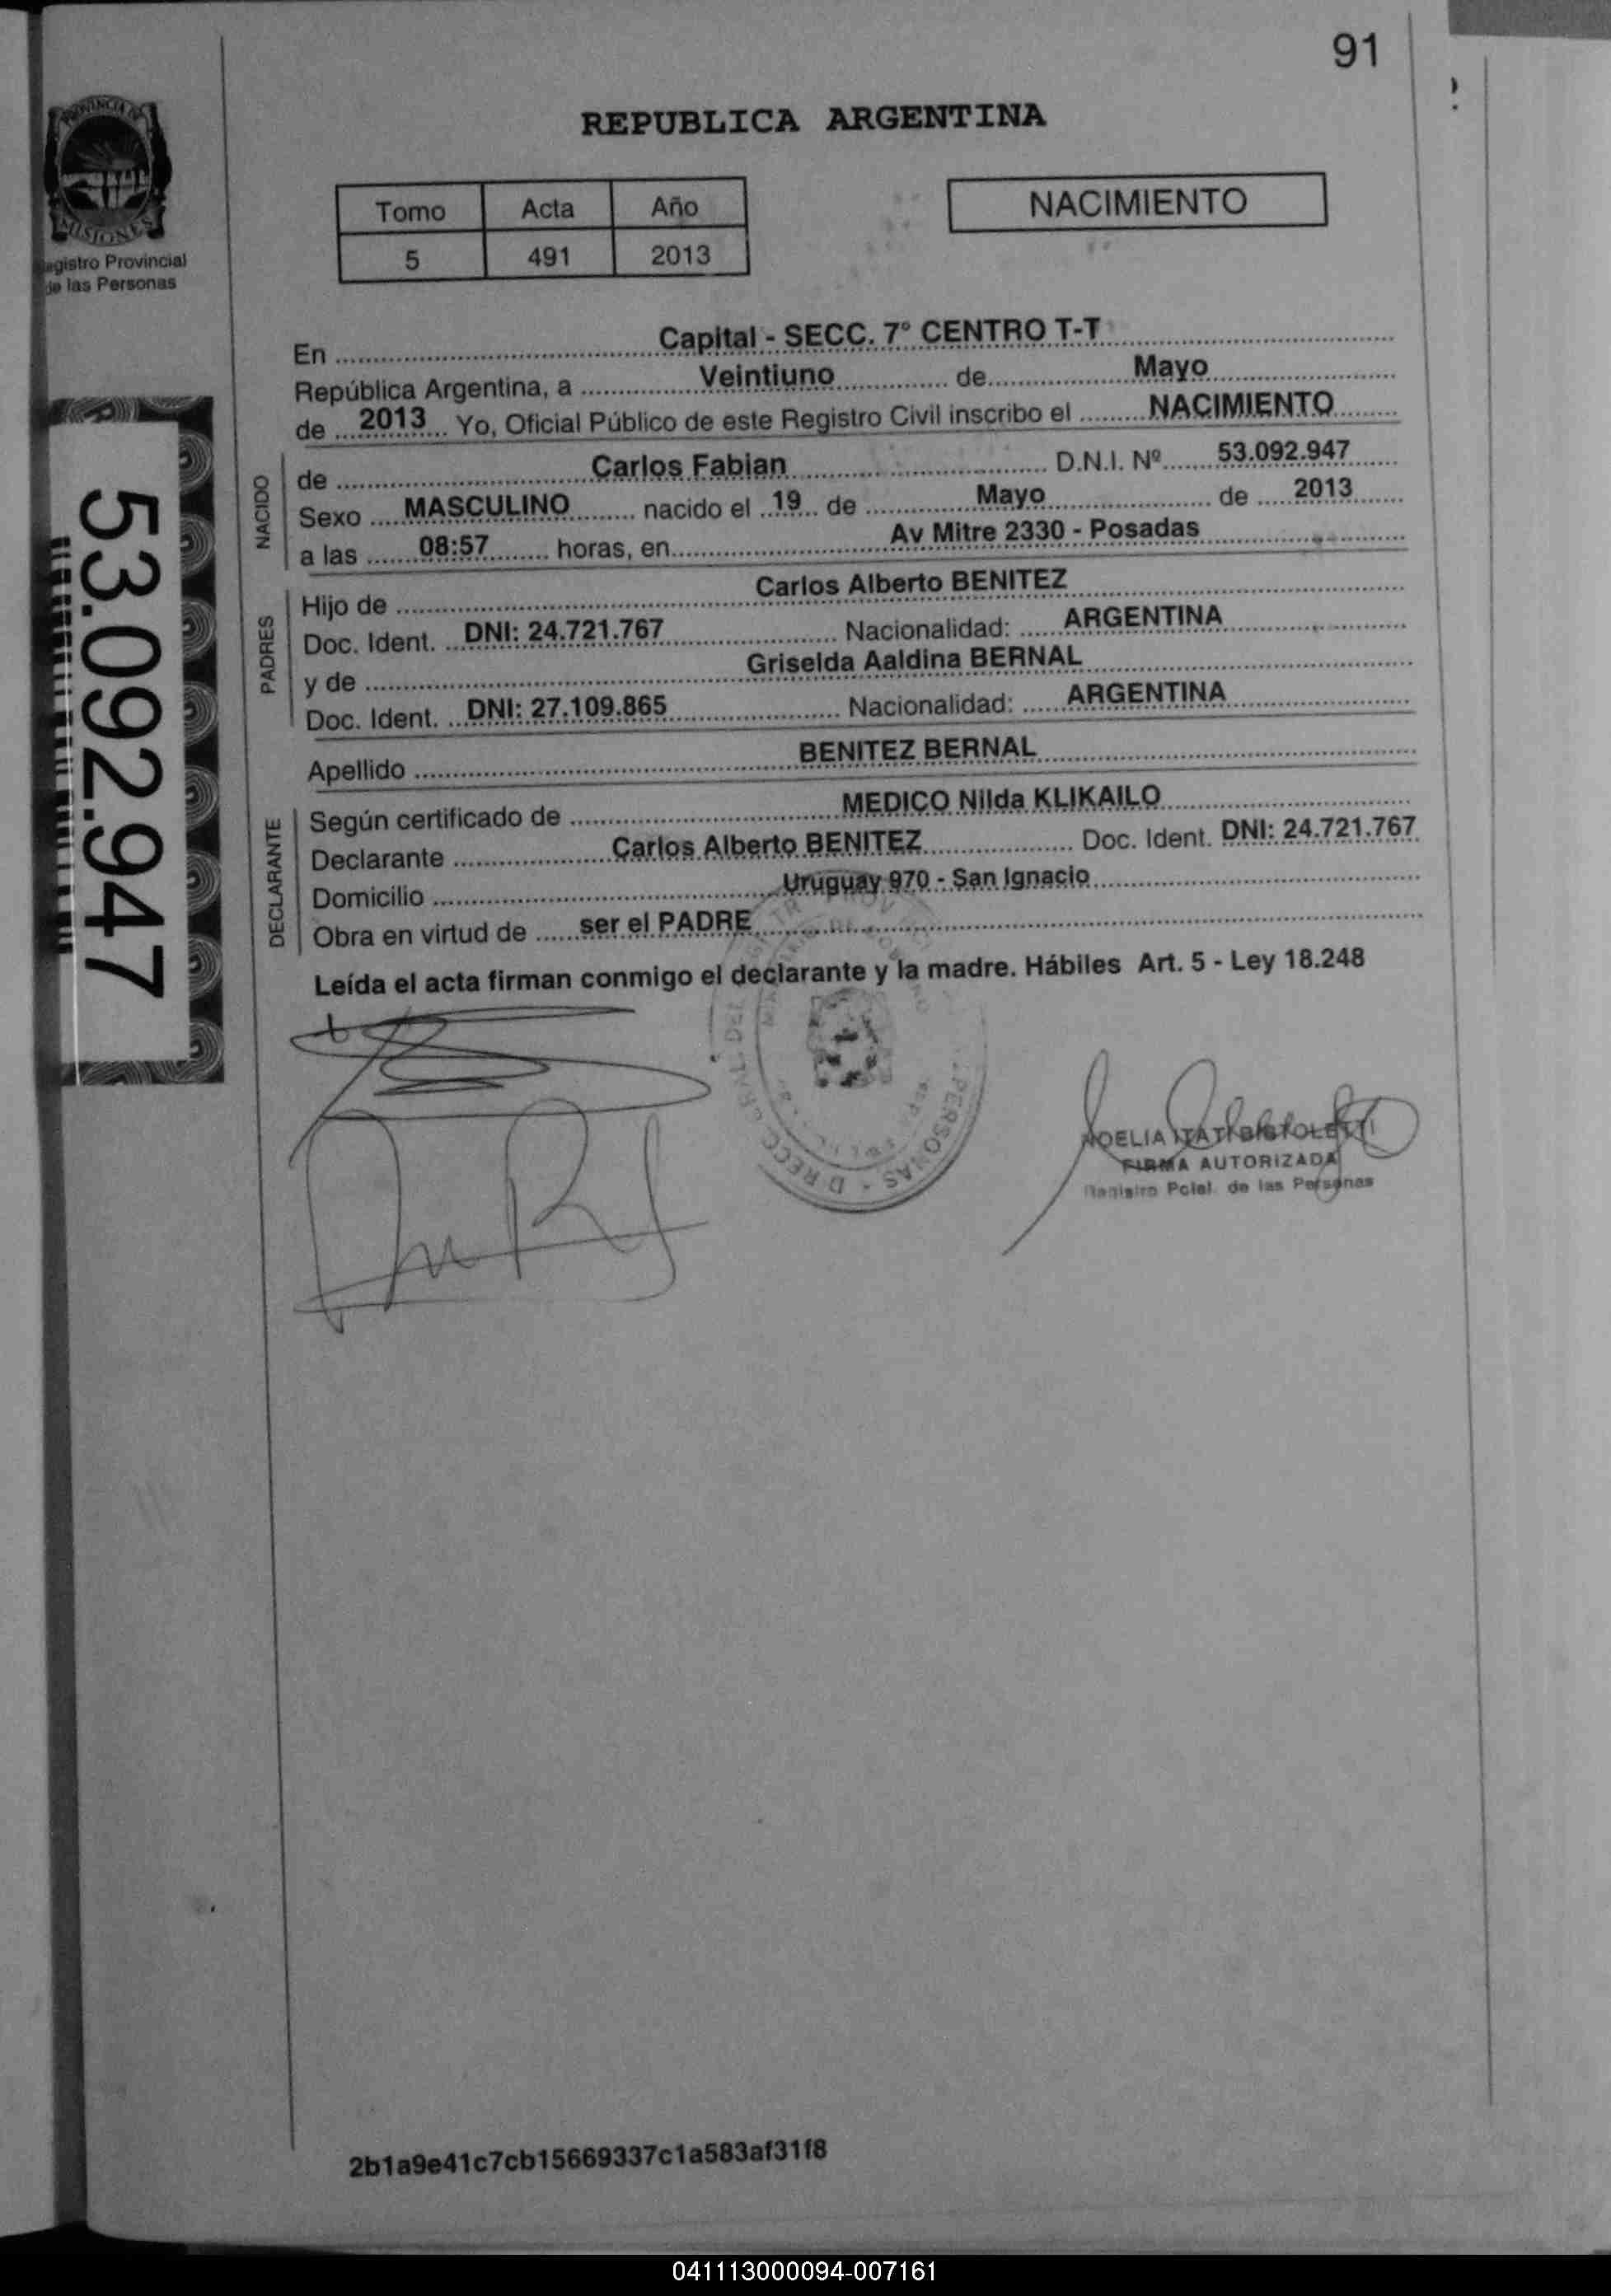 91
REPUBLICA ARGENTINA
PROVINCIA DE
MISIONES
Registro Provincial
de las Personas
Tomo Acta Año
5 491 2013
NACIMIENTO
En Capital - SECC. 7° CENTRO T-T
República Argentina, a Veintiuno de Mayo
de 2013 Yo, Oficial Público de este Registro Civil inscribo el NACIMIENTO
NACIDO
de Carlos Fabian D.N.I. Nº 53.092.947
Sexo MASCULINO nacido el 19 de Mayo de 2013
a las 08:57 horas, en Av Mitre 2330 - Posadas
PADRES
Hijo de Carlos Alberto BENITEZ
Doc. Ident. DNI: 24.721.767 Nacionalidad: ARGENTINA
y de Griselda Aaldina BERNAL
Doc. Ident. DNI: 27.109.865 Nacionalidad: ARGENTINA
Apellido BENITEZ BERNAL
DECLARANTE
Según certificado de MEDICO Nilda KLIKAILO
Declarante Carlos Alberto BENITEZ Doc. Ident. DNI: 24.721.767
Domicilio Uruguay 970 - San Ignacio
Obra en virtud de ser el PADRE
Leída el acta firman conmigo el declarante y la madre. Hábiles Art. 5 - Ley 18.248
53.092.947
PERSONAS
NOELIA ITATI
FIRMA AUTORIZADA
Registro Pcial. de las Personas
2b1a9e41c7cb15669337c1a583af31f8
041113000094-007161